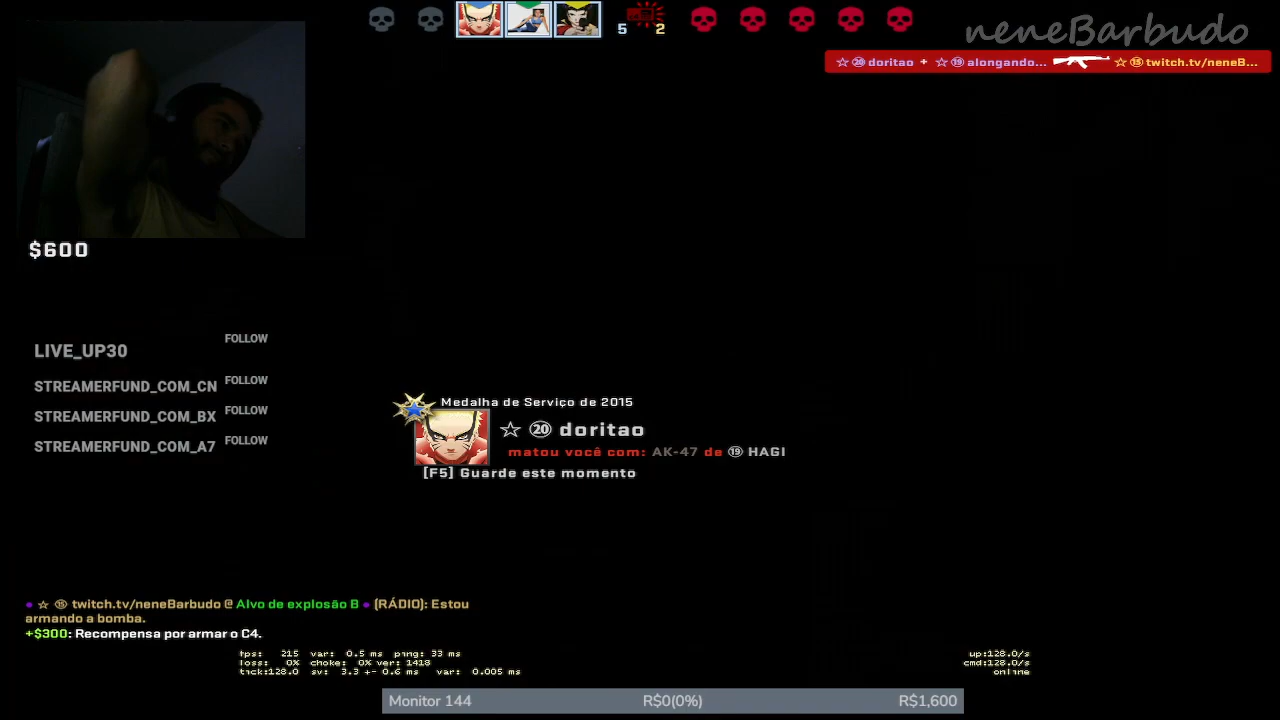 5 2
neneBarbudo
☆ ⑳ doritao + ☆ ⑲ alongando... ☆ ⑮ twitch.tv/neneB...
$600
FOLLOW
LIVE_UP30
STREAMERFUND_COM_CN FOLLOW
STREAMERFUND_COM_BX FOLLOW
STREAMERFUND_COM_A7 FOLLOW
Medalha de Serviço de 2015
☆ ⑳ doritao
matou você com: AK-47 de ⑲ HAGI
[F5] Guarde este momento
• ☆ ⑮ twitch.tv/neneBarbudo @ Alvo de explosão B • (RÁDIO): Estou
armando a bomba.
+$300: Recompensa por armar o C4.
fps: 215 var: 0.5 ms ping: 33 ms
loss: 0% choke: 0% ver: 1418
tick:128.0 sv: 3.3 +- 0.6 ms var: 0.005 ms
up:128.0/s
cmd:128.0/s
online
Monitor 144 R$0(0%) R$1,600